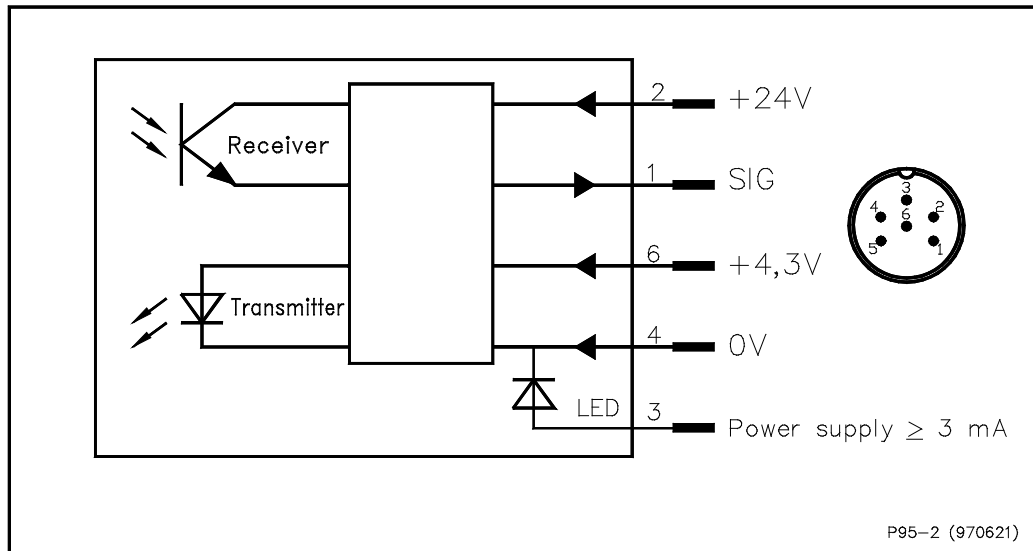 2 +24V
Receiver
1 SIG
3
4 2
6
5 1
6 +4,3V
Transmitter
4 0V
LED 3
Power supply ≥ 3 mA
P95-2 (970621)